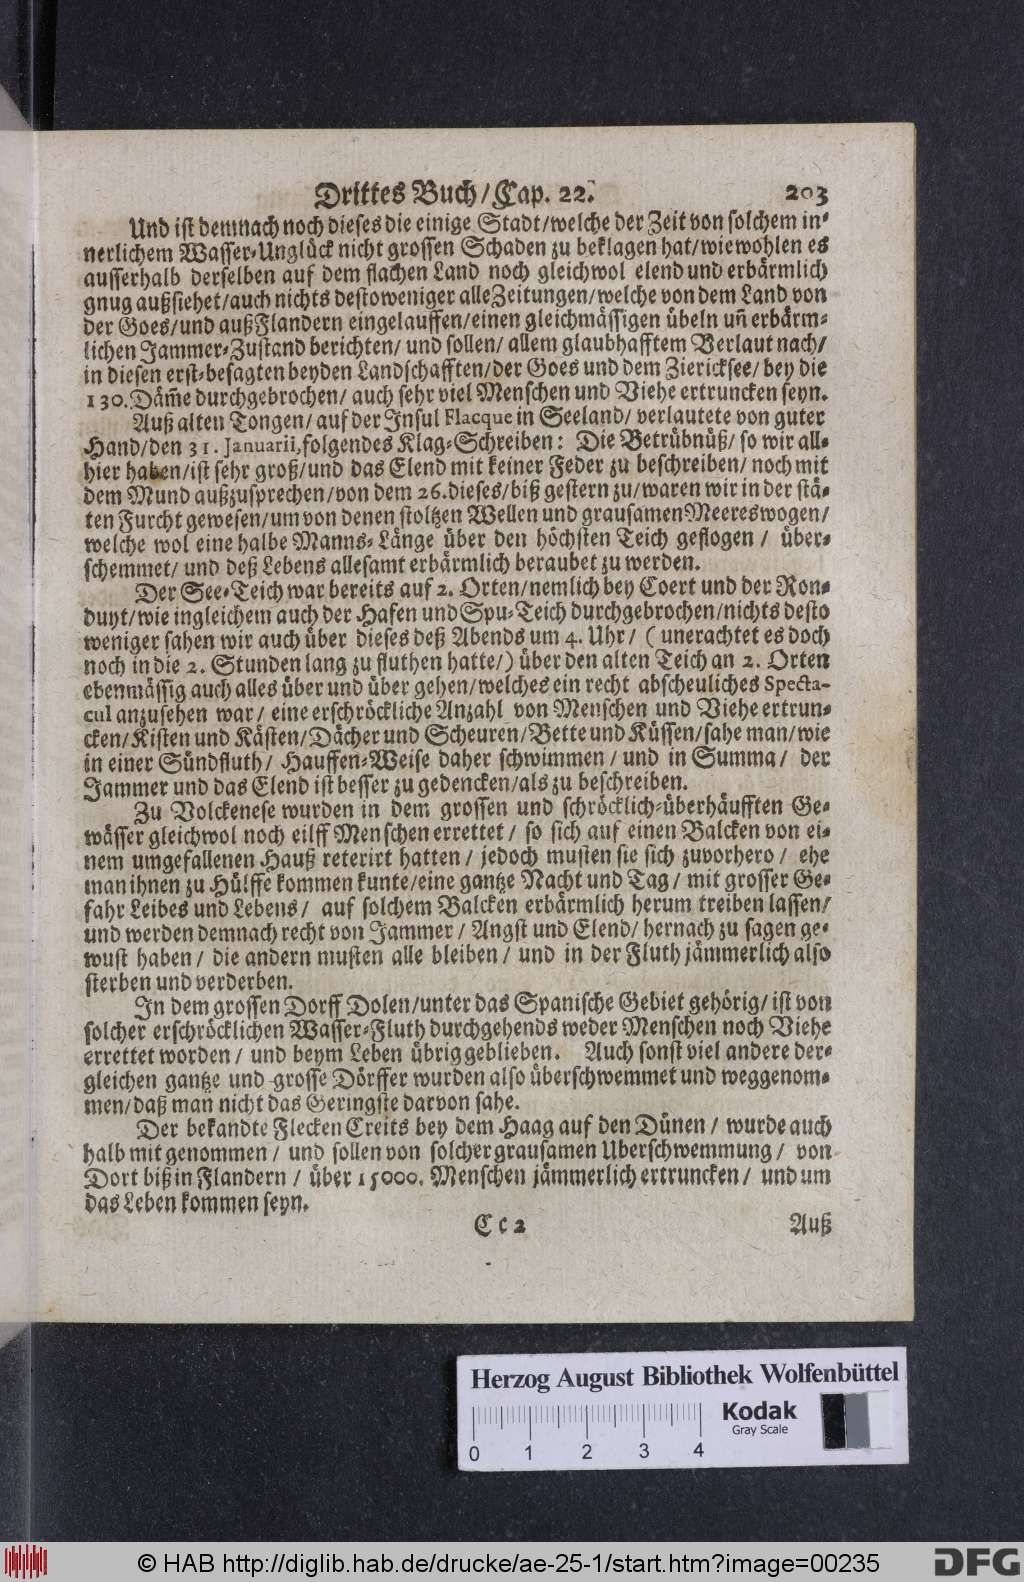 Drittes Buch/ Cap. 22. 203
Und ist demnach noch dieses die einige Stadt/welche der Zeit von solchem in-
nerlichem Wasser-Unglück nicht grossen Schaden zu beklagen hat/wiewohlen es
ausserhalb derselben auf dem flachen Land noch gleichwol elend und erbärmlich
gnug außsiehet/auch nichts destoweniger alle Zeitungen/welche von dem Land von
der Goes/und auß Flandern eingelauffen/einen gleichmässigen übeln uñ erbärm-
lichen Jammer-Zustand berichten/ und sollen/ allem glaubhafftem Verlaut nach/
in diesen erst-besagten beyden Landschafften/der Goes und dem Ziericksee/ bey die
130. Däm̃e durchgebrochen/ auch sehr viel Menschen und Viehe ertruncken seyn.
Auß alten Tongen/ auf der Insul Flacque in Seeland/ verlautete von guter
Hand/den 31. Januarii, folgendes Klag-Schreiben: Die Betrübnüß/ so wir all-
hier haben/ist sehr groß/und das Elend mit keiner Feder zu beschreiben/ noch mit
dem Mund außzusprechen/von dem 26. dieses/biß gestern zu/waren wir in der stä-
ten Furcht gewesen/um von denen stoltzen Wellen und grausamen Meereswogen/
welche wol eine halbe Manns-Länge über den höchsten Teich geflogen/ über-
schemmet/ und deß Lebens allesamt erbärmlich beraubet zu werden.
Der See-Teich war bereits auf 2. Orten/nemlich bey Coert und der Ron-
duyt/wie ingleichem auch der Hafen und Spu-Teich durchgebrochen/nichts desto
weniger sahen wir auch über dieses deß Abends um 4. Uhr/ ( unerachtet es doch
noch in die 2. Stunden lang zu fluthen hatte/) über den alten Teich an 2. Orten
ebenmässig auch alles über und über gehen/welches ein recht abscheuliches Specta-
cul anzusehen war/ eine erschröckliche Anzahl von Menschen und Viehe ertrun-
cken/Kisten und Kästen/Dächer und Scheuren/Bette und Küssen/sahe man/wie
in einer Sündfluth/ Hauffen-Weise daher schwimmen/ und in Summa/ der
Jammer und das Elend ist besser zu gedencken/als zu beschreiben.
Zu Volckenese wurden in dem grossen und schröcklich-überhäufften Ge-
wässer gleichwol noch eilff Menschen errettet/ so sich auf einen Balcken von ei-
nem umgefallenen Hauß reterirt hatten/ jedoch musten sie sich zuvorhero/ ehe
man ihnen zu Hülffe kommen kunte/eine gantze Nacht und Tag/ mit grosser Ge-
fahr Leibes und Lebens/ auf solchem Balcken erbärmlich herum treiben lassen/
und werden demnach recht von Jammer/ Angst und Elend/ hernach zu sagen ge-
wust haben/ die andern musten alle bleiben/ und in der Fluth jämmerlich also
sterben und verderben.
In dem grossen Dorff Dolen/unter das Spanische Gebiet gehörig/ ist von
solcher erschröcklichen Wasser-Fluth durchgehends weder Menschen noch Viehe
errettet worden/ und beym Leben übrig geblieben. Auch sonst viel andere der-
gleichen gantze und grosse Dörffer wurden also überschwemmet und weggenom-
men/daß man nicht das Geringste darvon sahe.
Der bekandte Flecken Creits bey dem Haag auf den Dünen/ wurde auch
halb mit genommen/ und sollen von solcher grausamen Uberschwemmung/ von
Dort biß in Flandern/ über 15000. Menschen jämmerlich ertruncken/ und um
das Leben kommen seyn.
Cc 2 Auß
Herzog August Bibliothek Wolfenbüttel
Kodak
Gray Scale
0 1 2 3 4
© HAB http://diglib.hab.de/drucke/ae-25-1/start.htm?image=00235
DFG